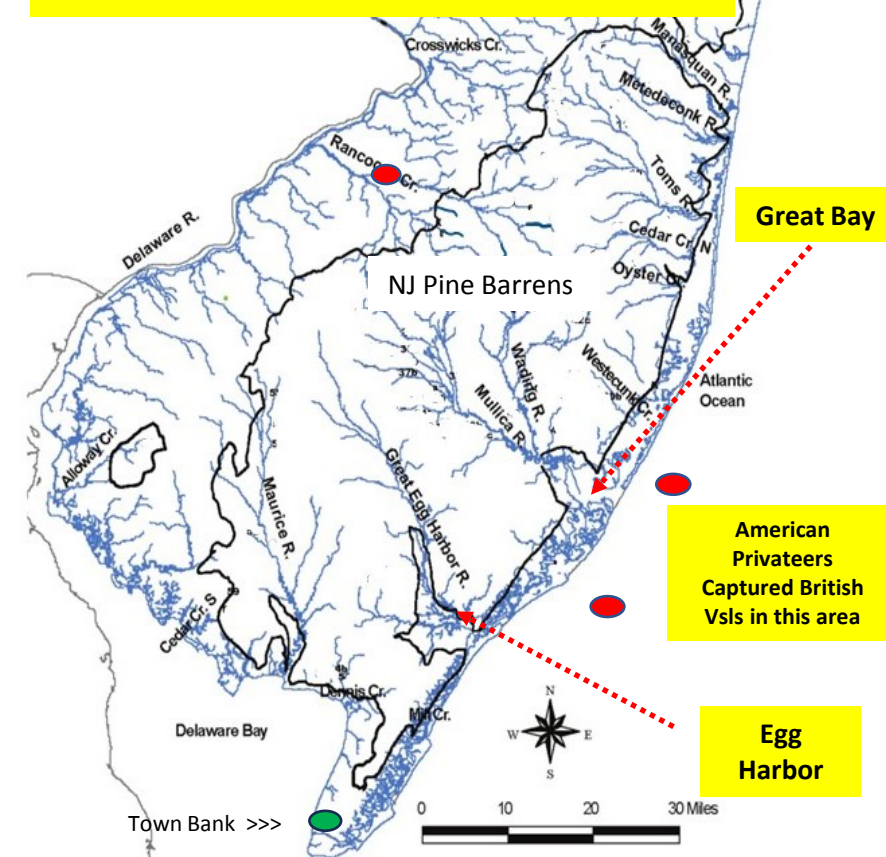 Crosswicks Cr.
Manasquan R.
Metedeconk R.
Rancocas Cr.
Toms R.
Great Bay
Delaware R.
Cedar Cr. N
Oyster Cr.
NJ Pine Barrens
Wading R.
Westecunk Cr.
Atlantic
Ocean
Mullica R.
Alloway Cr.
Great Egg Harbor R.
Maurice R.
American
Privateers
Captured British
Vsls in this area
Cedar Cr. S
Dennis Cr.
Mill Cr.
Delaware Bay
N
W E
S
Egg
Harbor
Town Bank >>>
0 10 20 30 Miles